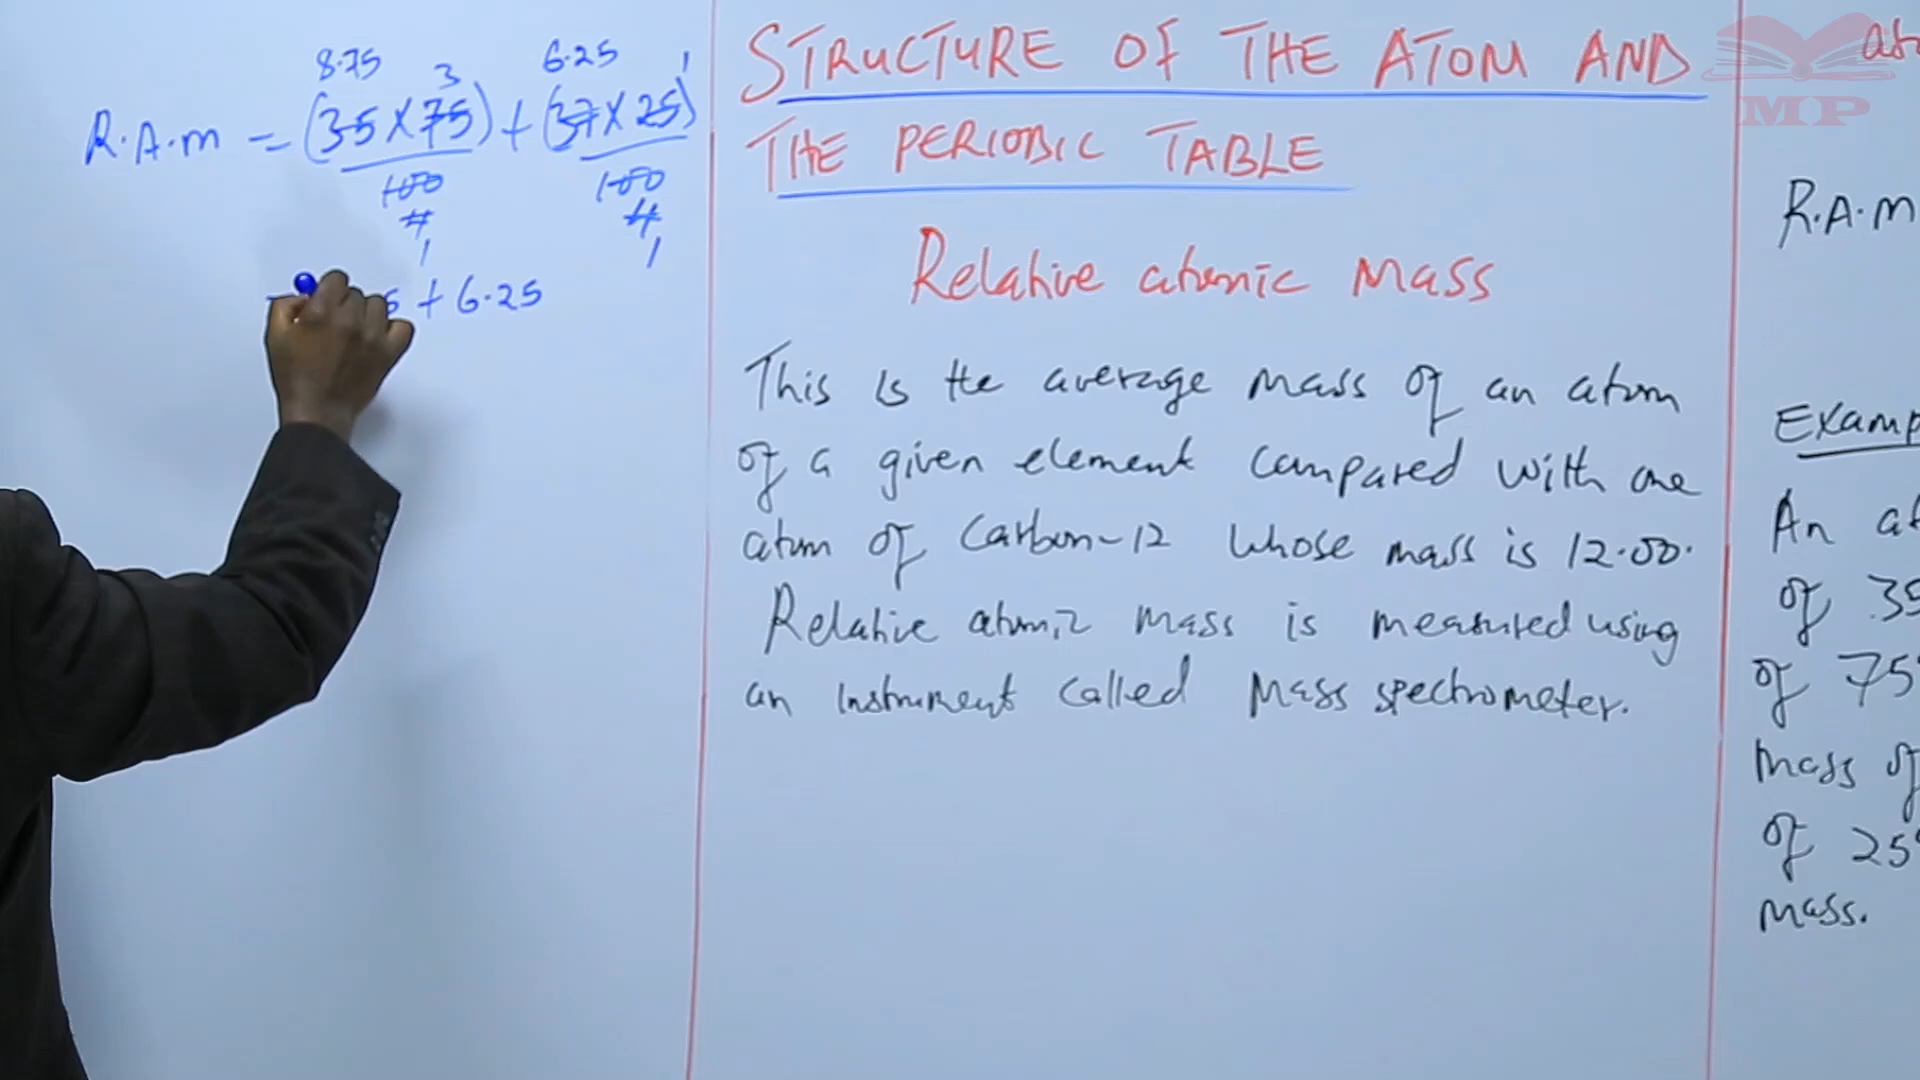 8.75 3 6.25 1
R.A.m = (35 X 75) + (37 X 25)
100 100
4 4
1 1
5 + 6.25
STRUCTURE OF THE ATOM AND
THE PERIODIC TABLE
Relative atomic Mass
This is the average mass of an atom
of a given element compared with one
atom of Carbon-12 whose mass is 12.00.
Relative atomic mass is measured using
an instrument called Mass spectrometer.
MP
R.A.M
Examp
An at
of 35
of 75
mass of
of 25
mass.